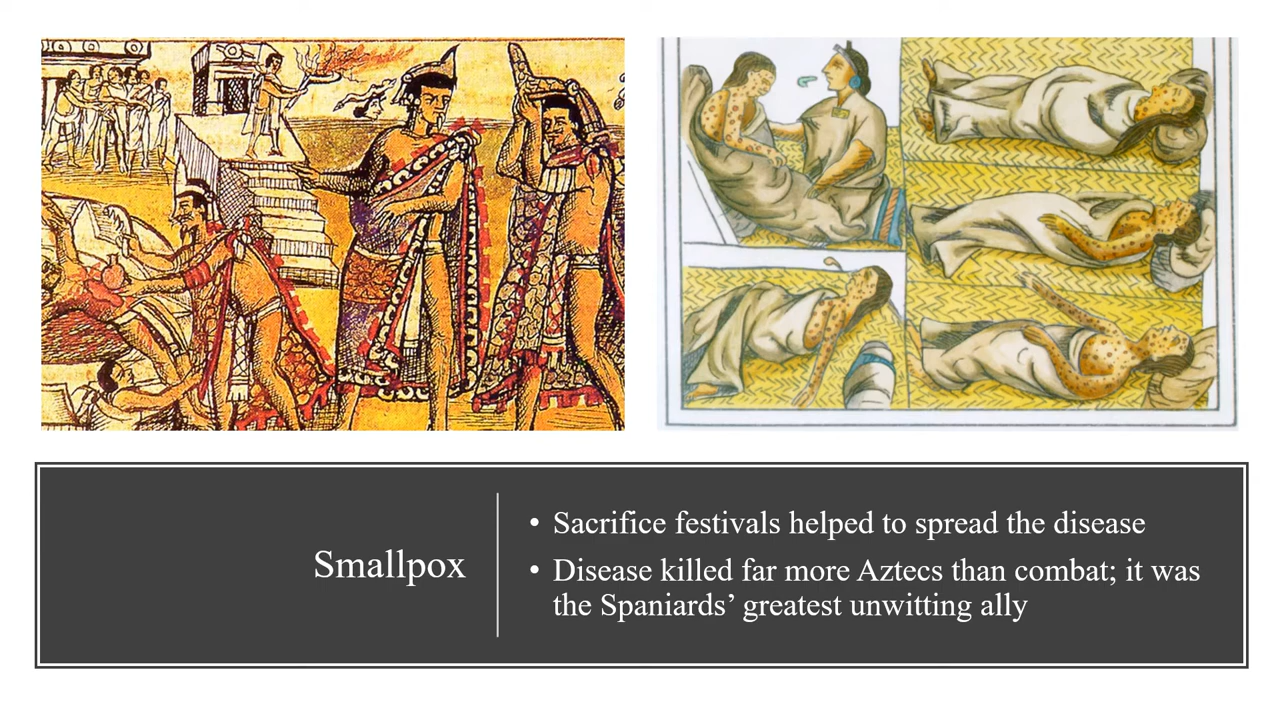 Smallpox
• Sacrifice festivals helped to spread the disease
• Disease killed far more Aztecs than combat; it was
the Spaniards’ greatest unwitting ally